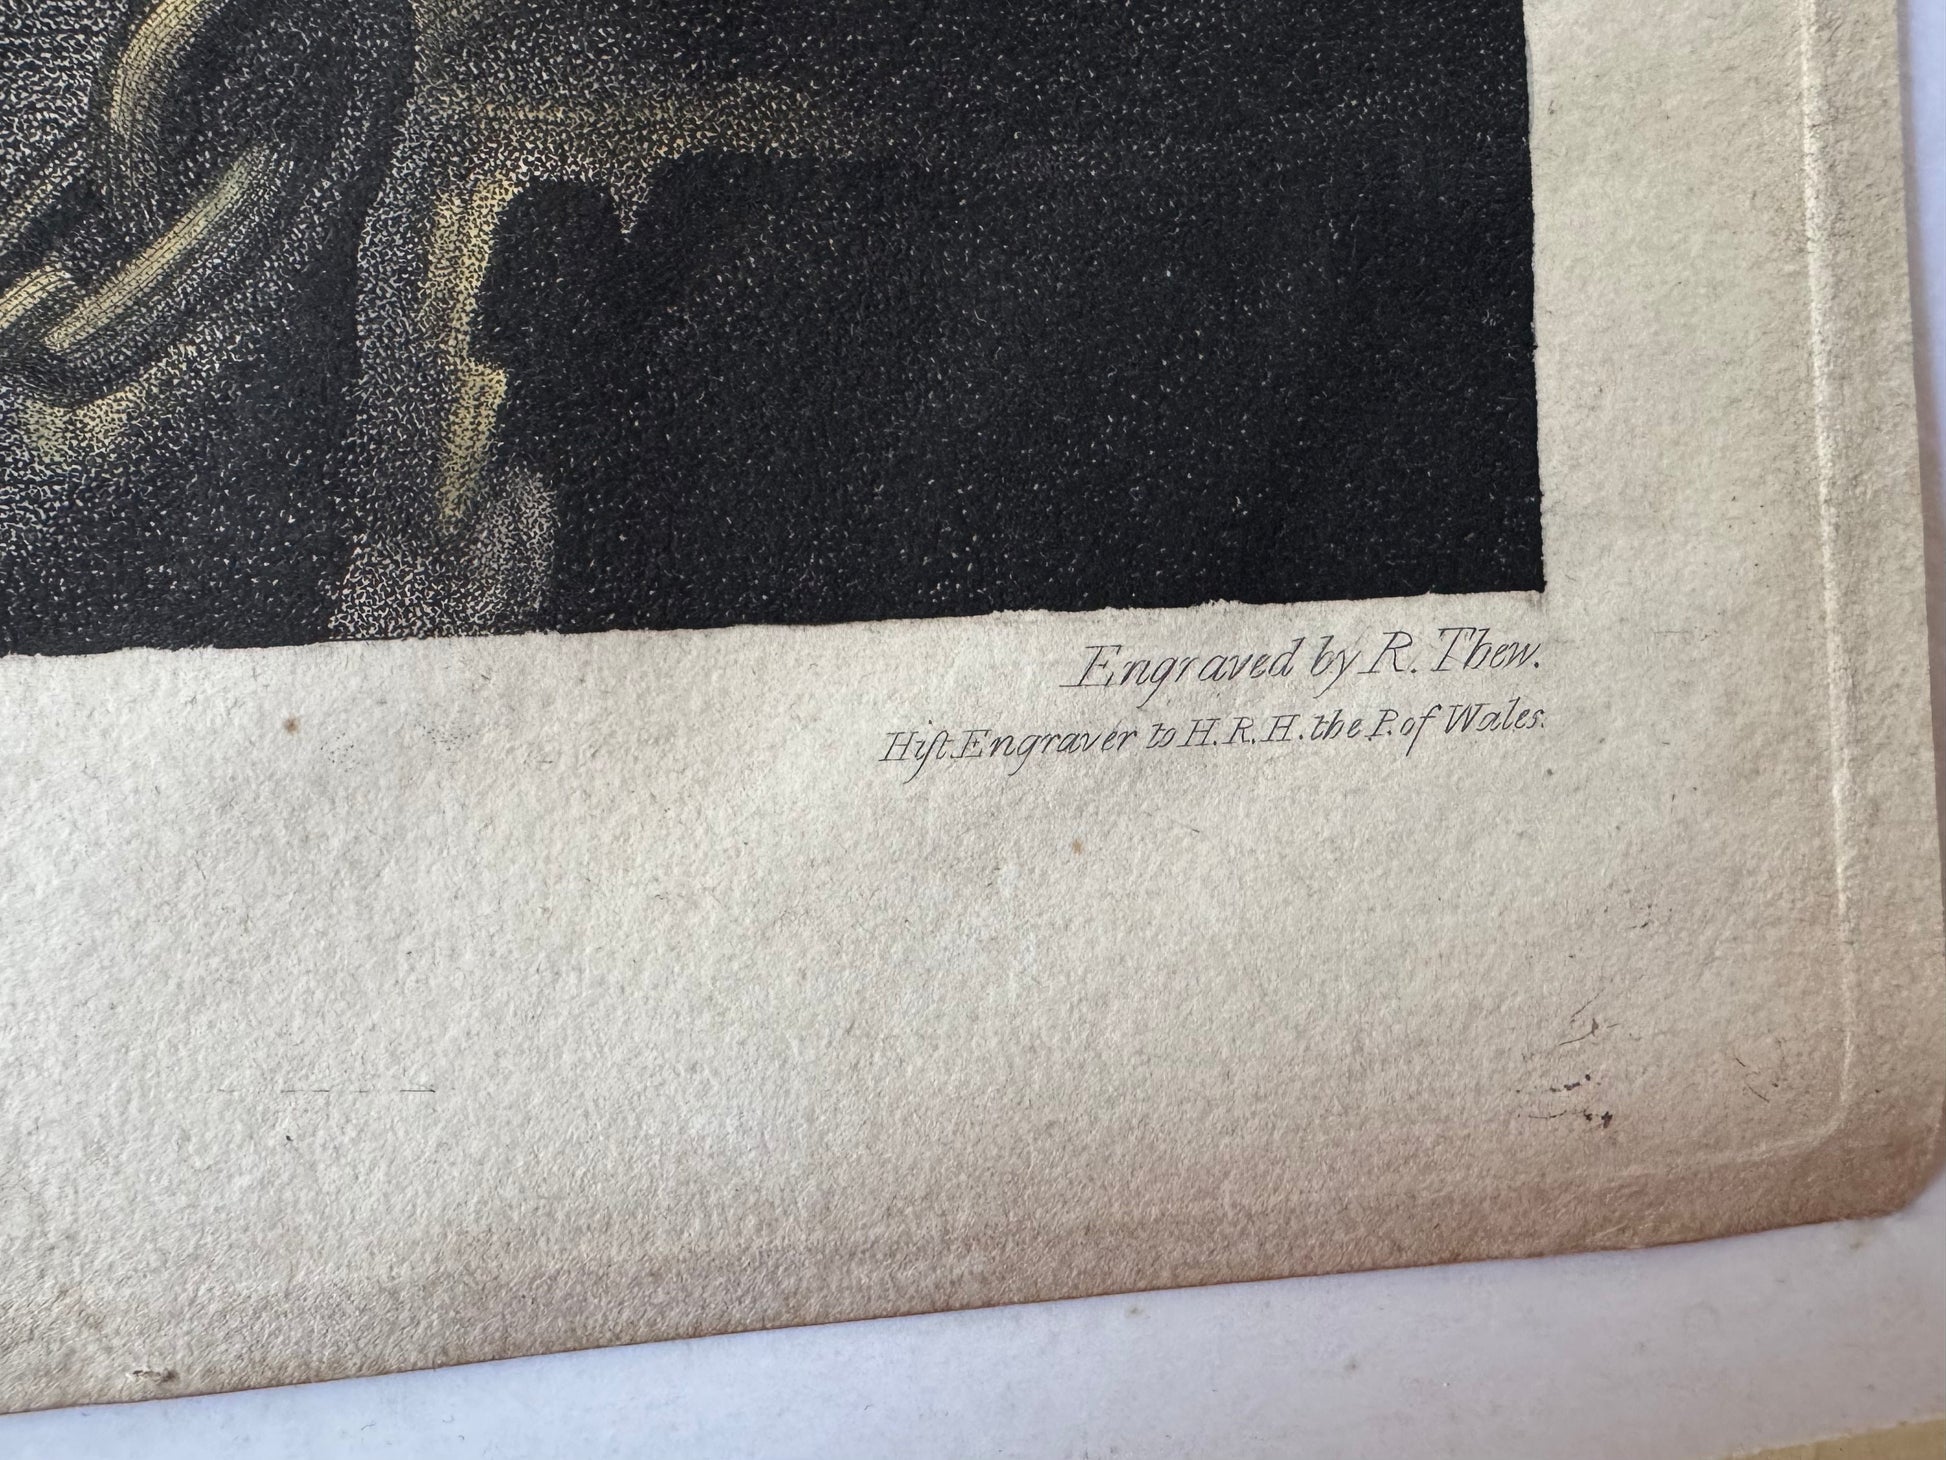 Engraved by R. Thew.
Hiſt. Engraver to H. R. H. the P. of Wales.